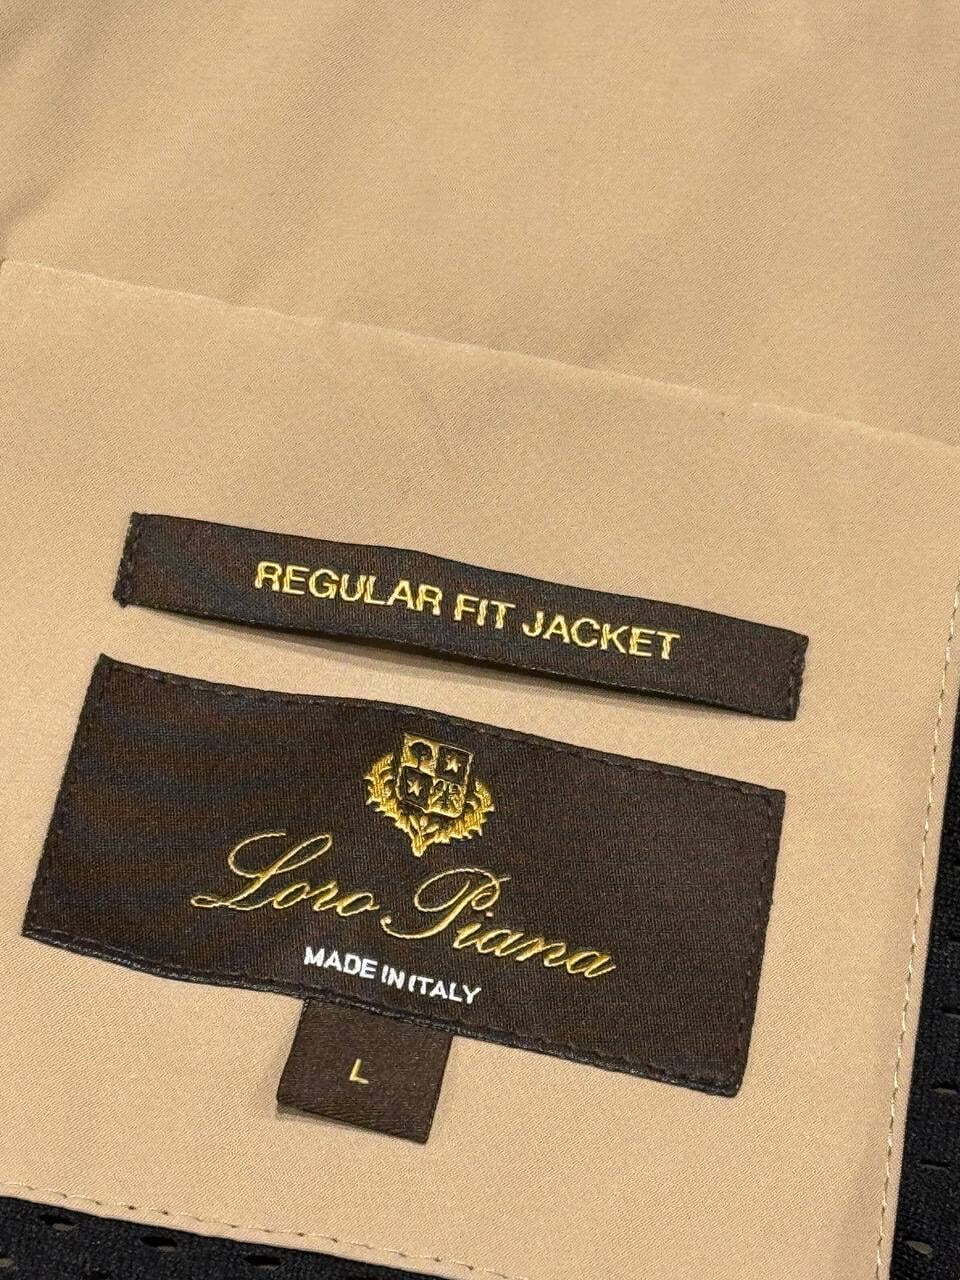 REGULAR FIT JACKET
Loro Piana
MADE IN ITALY
L